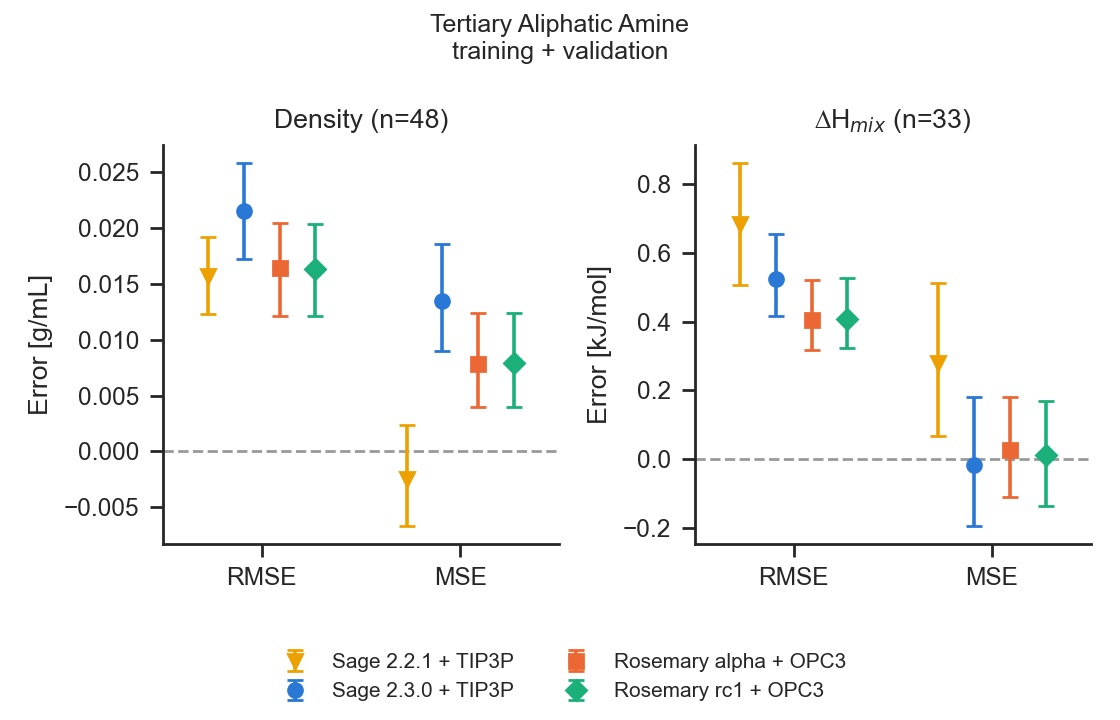 Tertiary Aliphatic Amine
training + validation
Density (n=48)
Error [g/mL]
0.025
0.020
0.015
0.010
0.005
0.000
−0.005
RMSE
MSE
ΔH_mix (n=33)
Error [kJ/mol]
0.8
0.6
0.4
0.2
0.0
−0.2
RMSE
MSE
Sage 2.2.1 + TIP3P
Sage 2.3.0 + TIP3P
Rosemary alpha + OPC3
Rosemary rc1 + OPC3